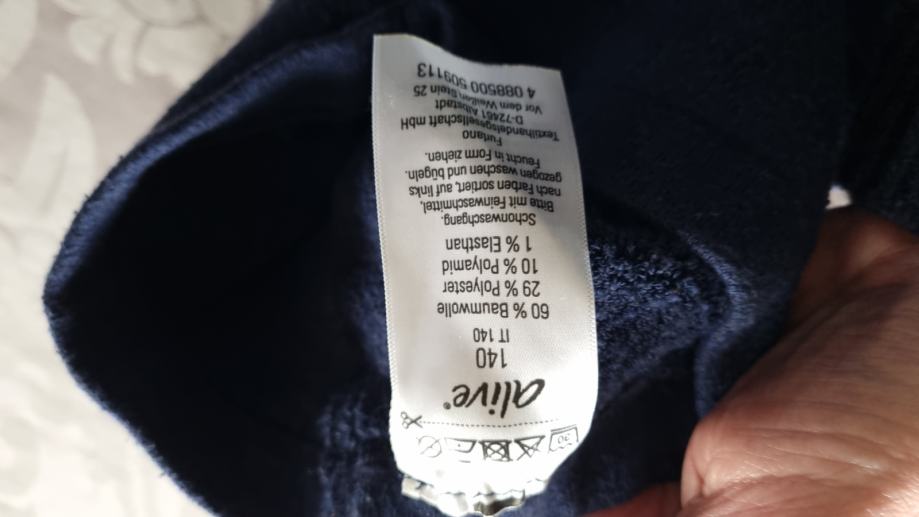 30
alive®
140
IT 140
60 % Baumwolle
29 % Polyester
10 % Polyamid
1 % Elasthan
Schonwaschgang.
Bitte mit Feinwaschmittel,
nach Farben sortiert, auf links
gezogen waschen und bügeln.
Feucht in Form ziehen.
Furiano
Textilhandelsgesellschaft mbH
D-72461 Albstadt
Vor dem Weißen Stein 25
4 088500 509113